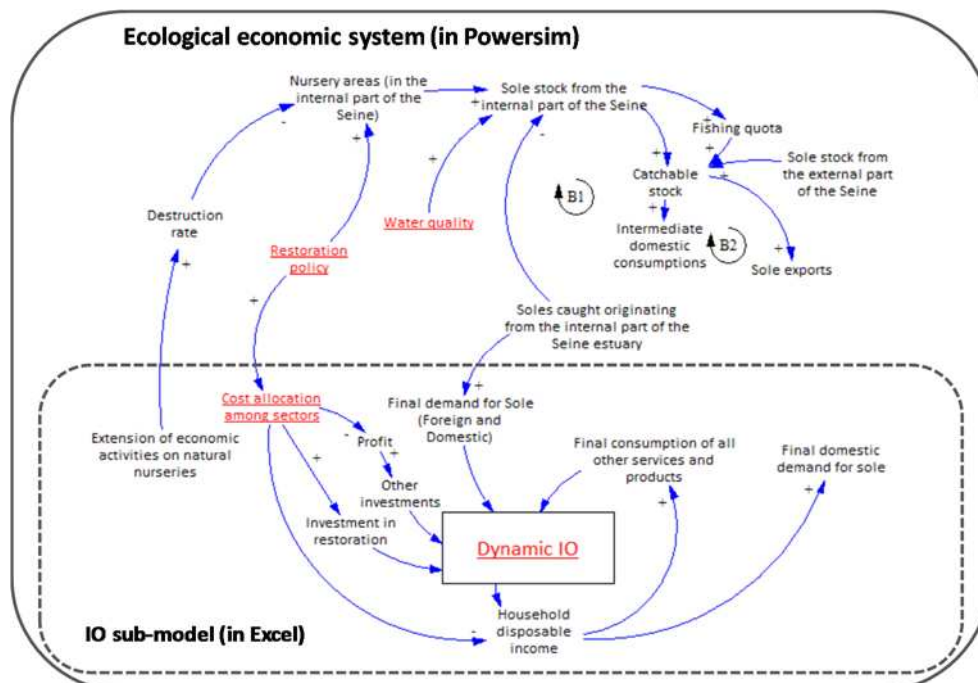 Ecological economic system (in Powersim)
Nursery areas (in the
internal part of the
Seine)
Sole stock from the
internal part of the Seine
+
-
+
-
+
Fishing quota
+
+
+
+
Catchable
stock
Sole stock from
the external part
of the Seine
B1
+
Destruction
rate
Water quality
Intermediate
domestic
consumptions
B2
Restoration
policy
+
Sole exports
+
+
Soles caught originating
from the internal part of the
Seine estuary
Cost allocation
among sectors
+
Final demand for Sole
(Foreign and
Domestic)
Extension of economic
activities on natural
nurseries
-
Profit
+
+
Final consumption of all
other services and
products
Final domestic
demand for sole
Other
investments
+
+
Investment in
restoration
Dynamic IO
Household
disposable
income
-
IO sub-model (in Excel)